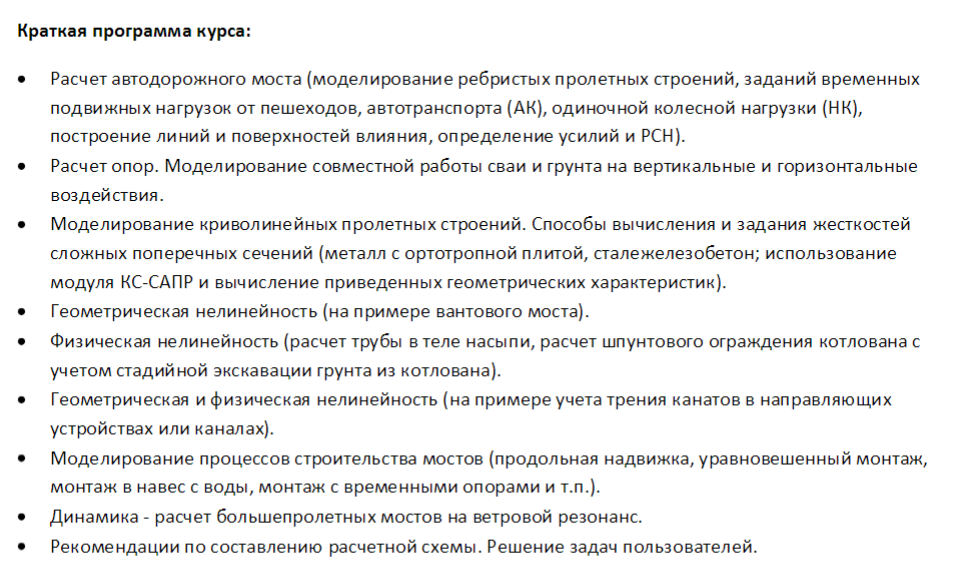 Краткая программа курса:
• Расчет автодорожного моста (моделирование ребристых пролетных строений, заданий временных
подвижных нагрузок от пешеходов, автотранспорта (АК), одиночной колесной нагрузки (НК),
построение линий и поверхностей влияния, определение усилий и РСН).
• Расчет опор. Моделирование совместной работы сваи и грунта на вертикальные и горизонтальные
воздействия.
• Моделирование криволинейных пролетных строений. Способы вычисления и задания жесткостей
сложных поперечных сечений (металл с ортотропной плитой, сталежелезобетон; использование
модуля КС-САПР и вычисление приведенных геометрических характеристик).
• Геометрическая нелинейность (на примере вантового моста).
• Физическая нелинейность (расчет трубы в теле насыпи, расчет шпунтового ограждения котлована с
учетом стадийной экскавации грунта из котлована).
• Геометрическая и физическая нелинейность (на примере учета трения канатов в направляющих
устройствах или каналах).
• Моделирование процессов строительства мостов (продольная надвижка, уравновешенный монтаж,
монтаж в навес с воды, монтаж с временными опорами и т.п.).
• Динамика - расчет большепролетных мостов на ветровой резонанс.
• Рекомендации по составлению расчетной схемы. Решение задач пользователей.